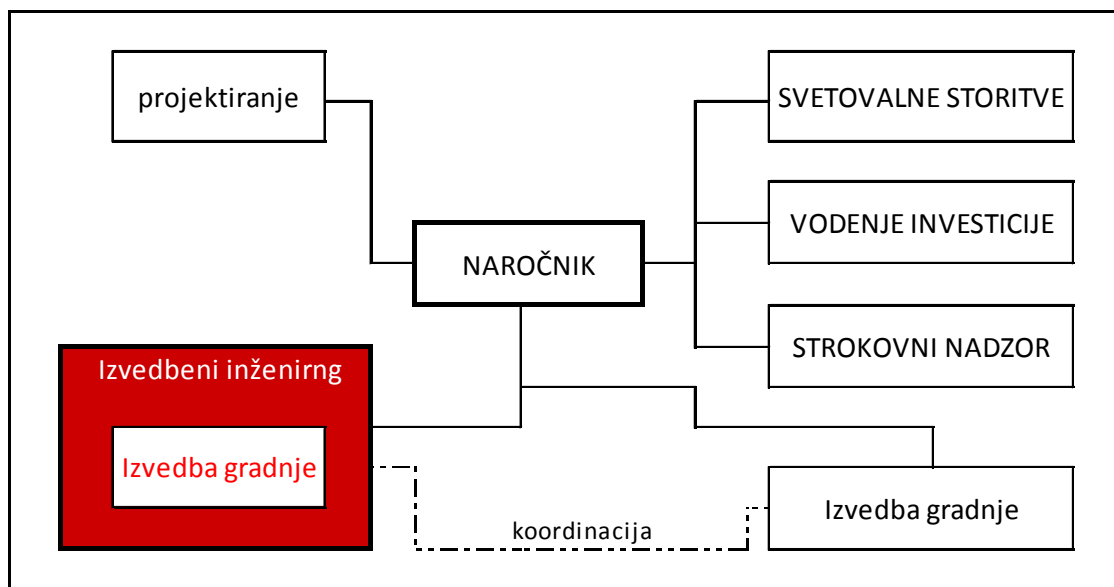 projektiranje
SVETOVALNE STORITVE
VODENJE INVESTICIJE
NAROČNIK
STROKOVNI NADZOR
Izvedbeni inženirng
Izvedba gradnje
Izvedba gradnje
koordinacija